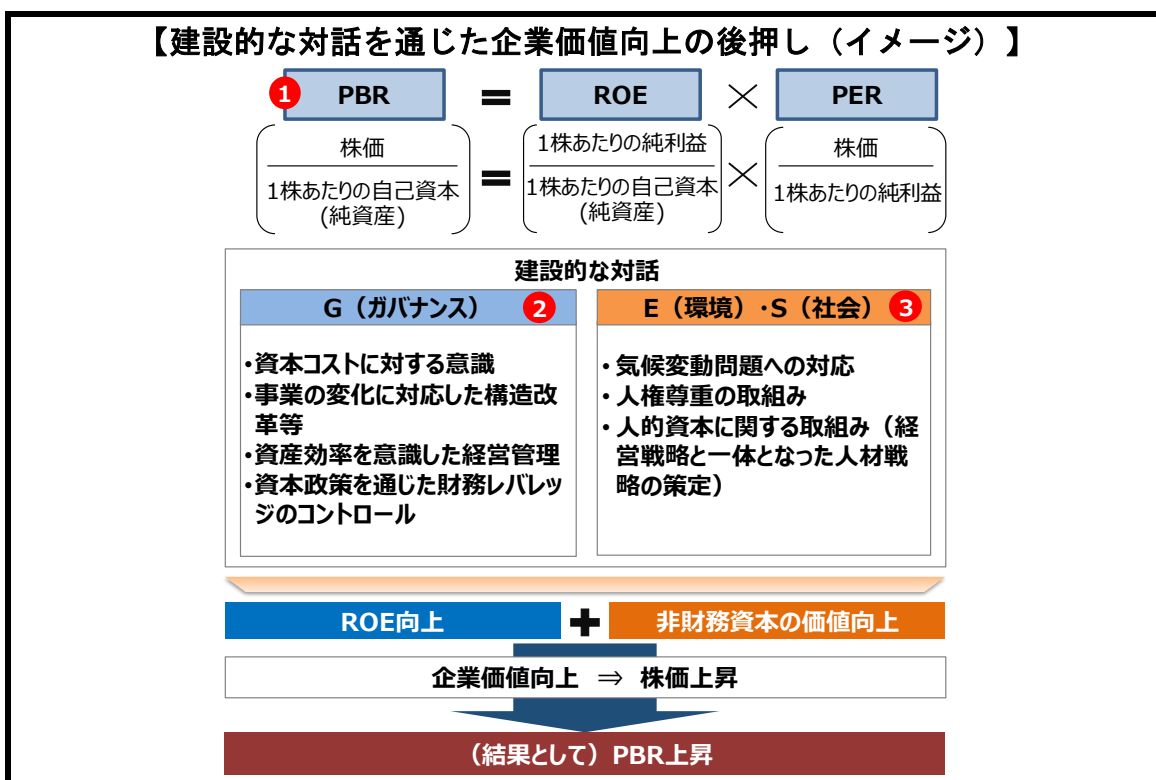 【建設的な対話を通じた企業価値向上の後押し（イメージ）】
1 PBR = ROE × PER
株価
1株あたりの自己資本
(純資産)
=
1株あたりの純利益
1株あたりの自己資本
(純資産)
×
株価
1株あたりの純利益
建設的な対話
G（ガバナンス） 2
・資本コストに対する意識
・事業の変化に対応した構造改
革等
・資産効率を意識した経営管理
・資本政策を通じた財務レバレッ
ジのコントロール
E（環境）・S（社会） 3
・気候変動問題への対応
・人権尊重の取組み
・人的資本に関する取組み（経
営戦略と一体となった人材戦
略の策定）
ROE向上 + 非財務資本の価値向上
企業価値向上 ⇒ 株価上昇
（結果として）PBR上昇